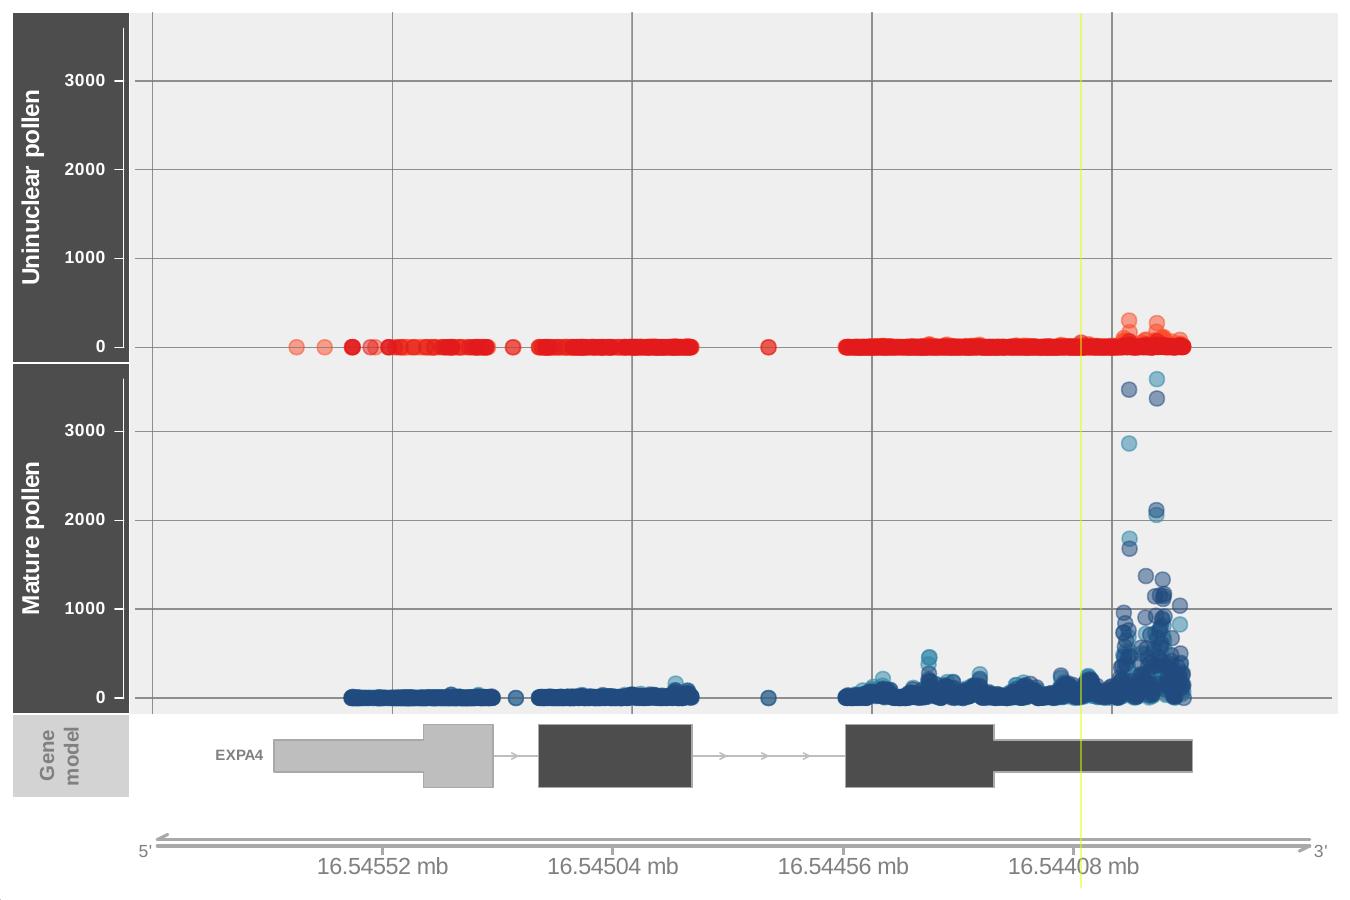 Uninuclear pollen
3000
2000
1000
0
Mature pollen
3000
2000
1000
0
Gene
model
EXPA4
5'
3'
16.54552 mb
16.54504 mb
16.54456 mb
16.54408 mb